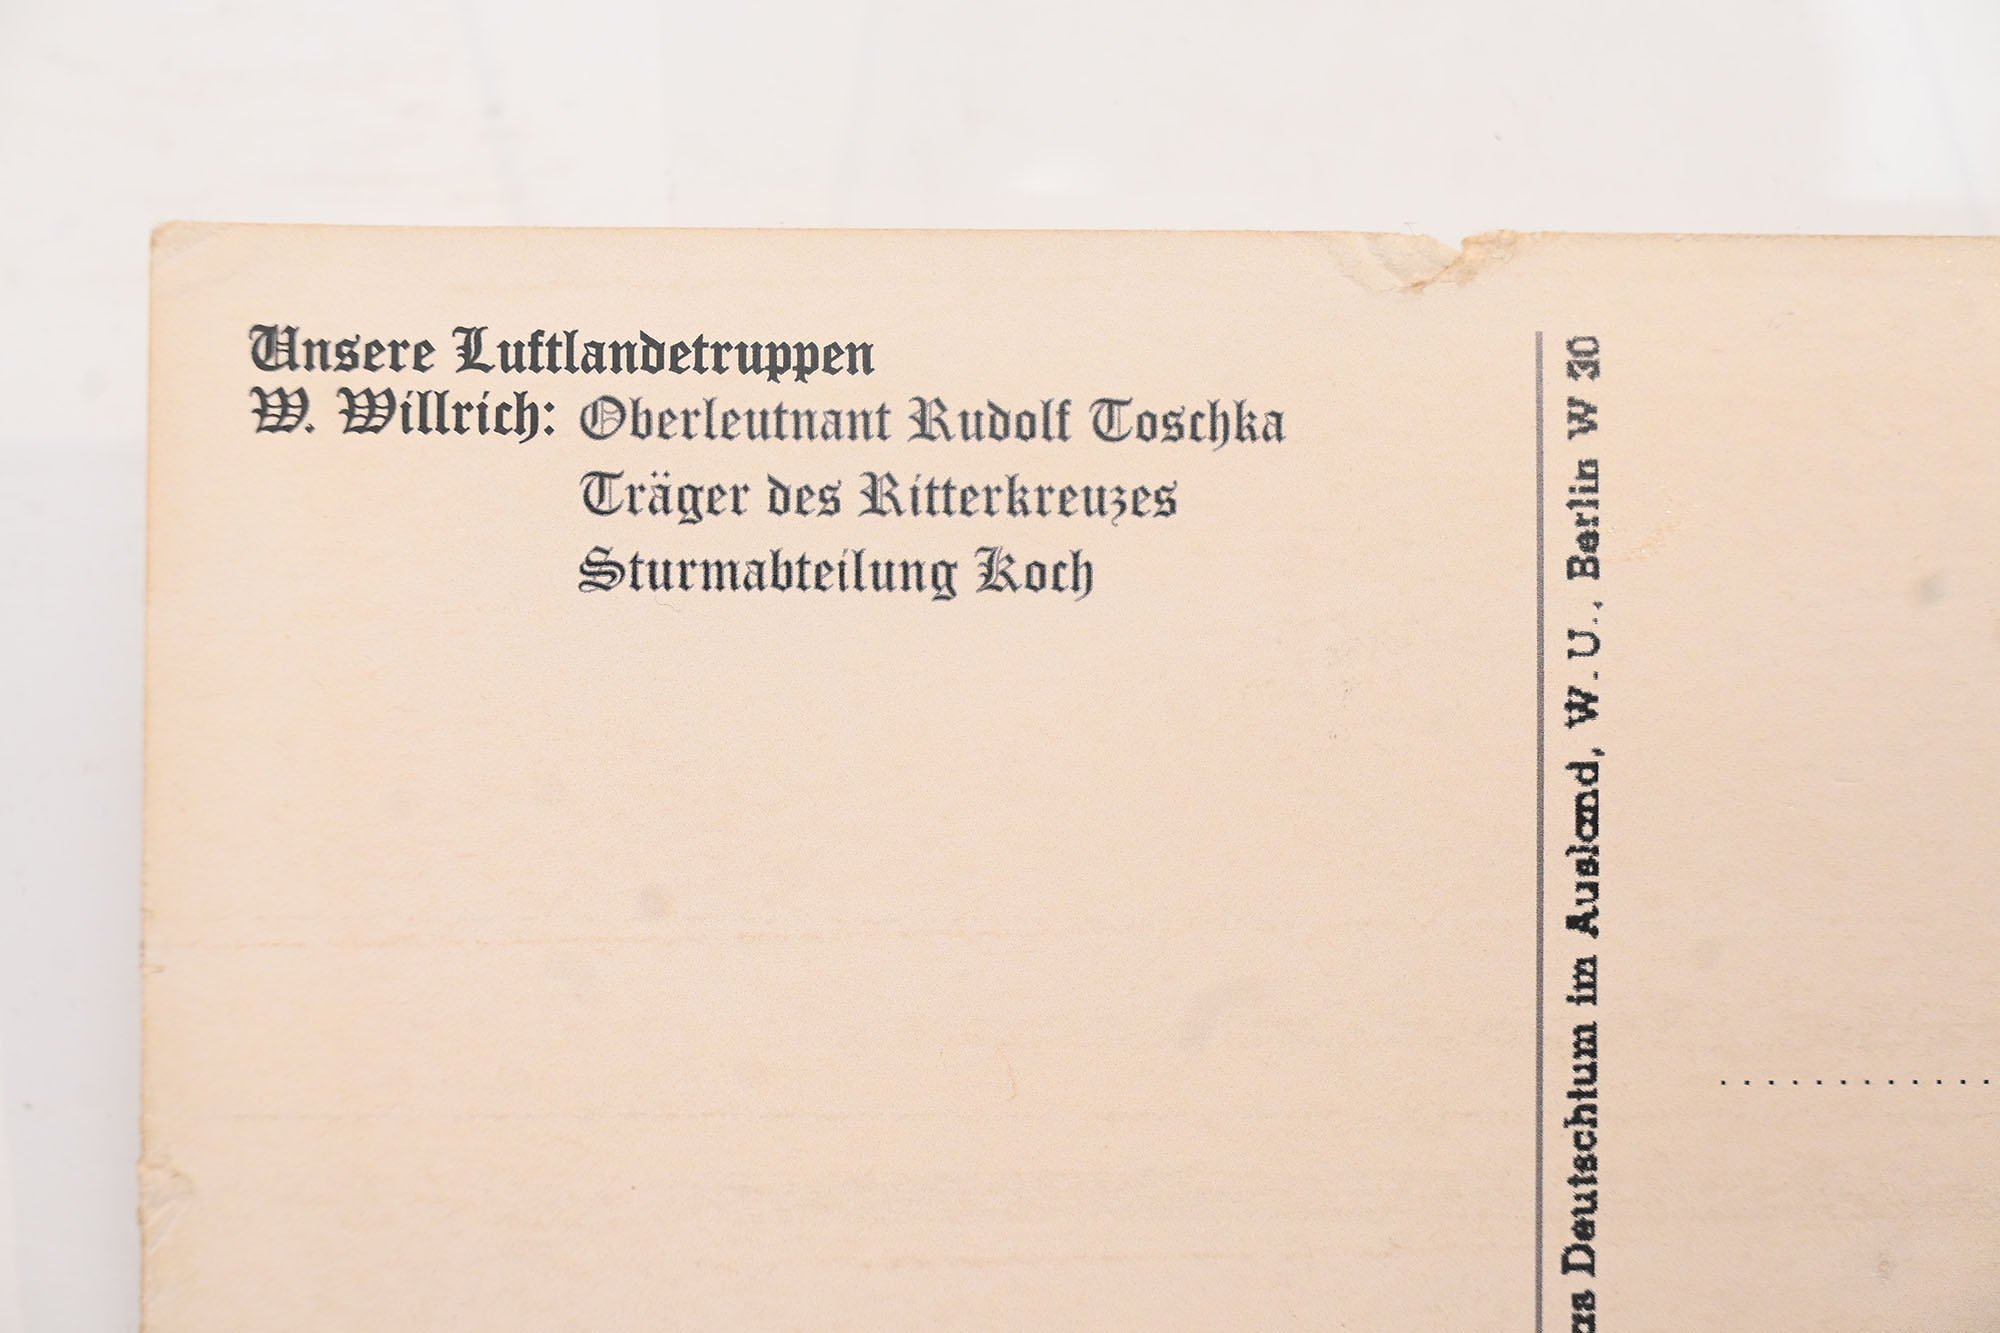 Unsere Luftlandetruppen
W. Willrich: Oberleutnant Rudolf Toschka
Träger des Ritterkreuzes
Sturmabteilung Koch
Deutschtum im Ausland, W. U., Berlin W 30